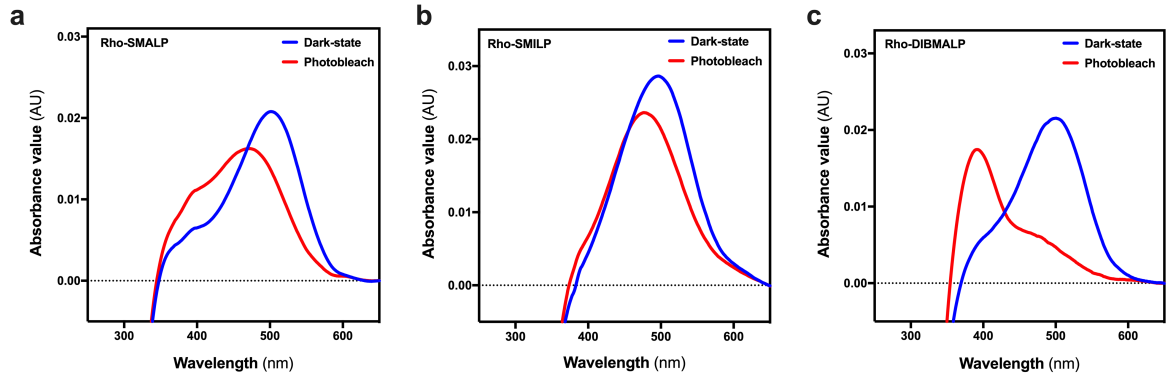 a
Rho-SMALP
Dark-state
Photobleach
0.03
0.02
0.01
0.00
Absorbance value (AU)
300 400 500 600
Wavelength (nm)
b
Rho-SMILP
Dark-state
Photobleach
0.03
0.02
0.01
0.00
Absorbance value (AU)
300 400 500 600
Wavelength (nm)
c
Rho-DIBMALP
Dark-state
Photobleach
0.03
0.02
0.01
0.00
Absorbance value (AU)
300 400 500 600
Wavelength (nm)